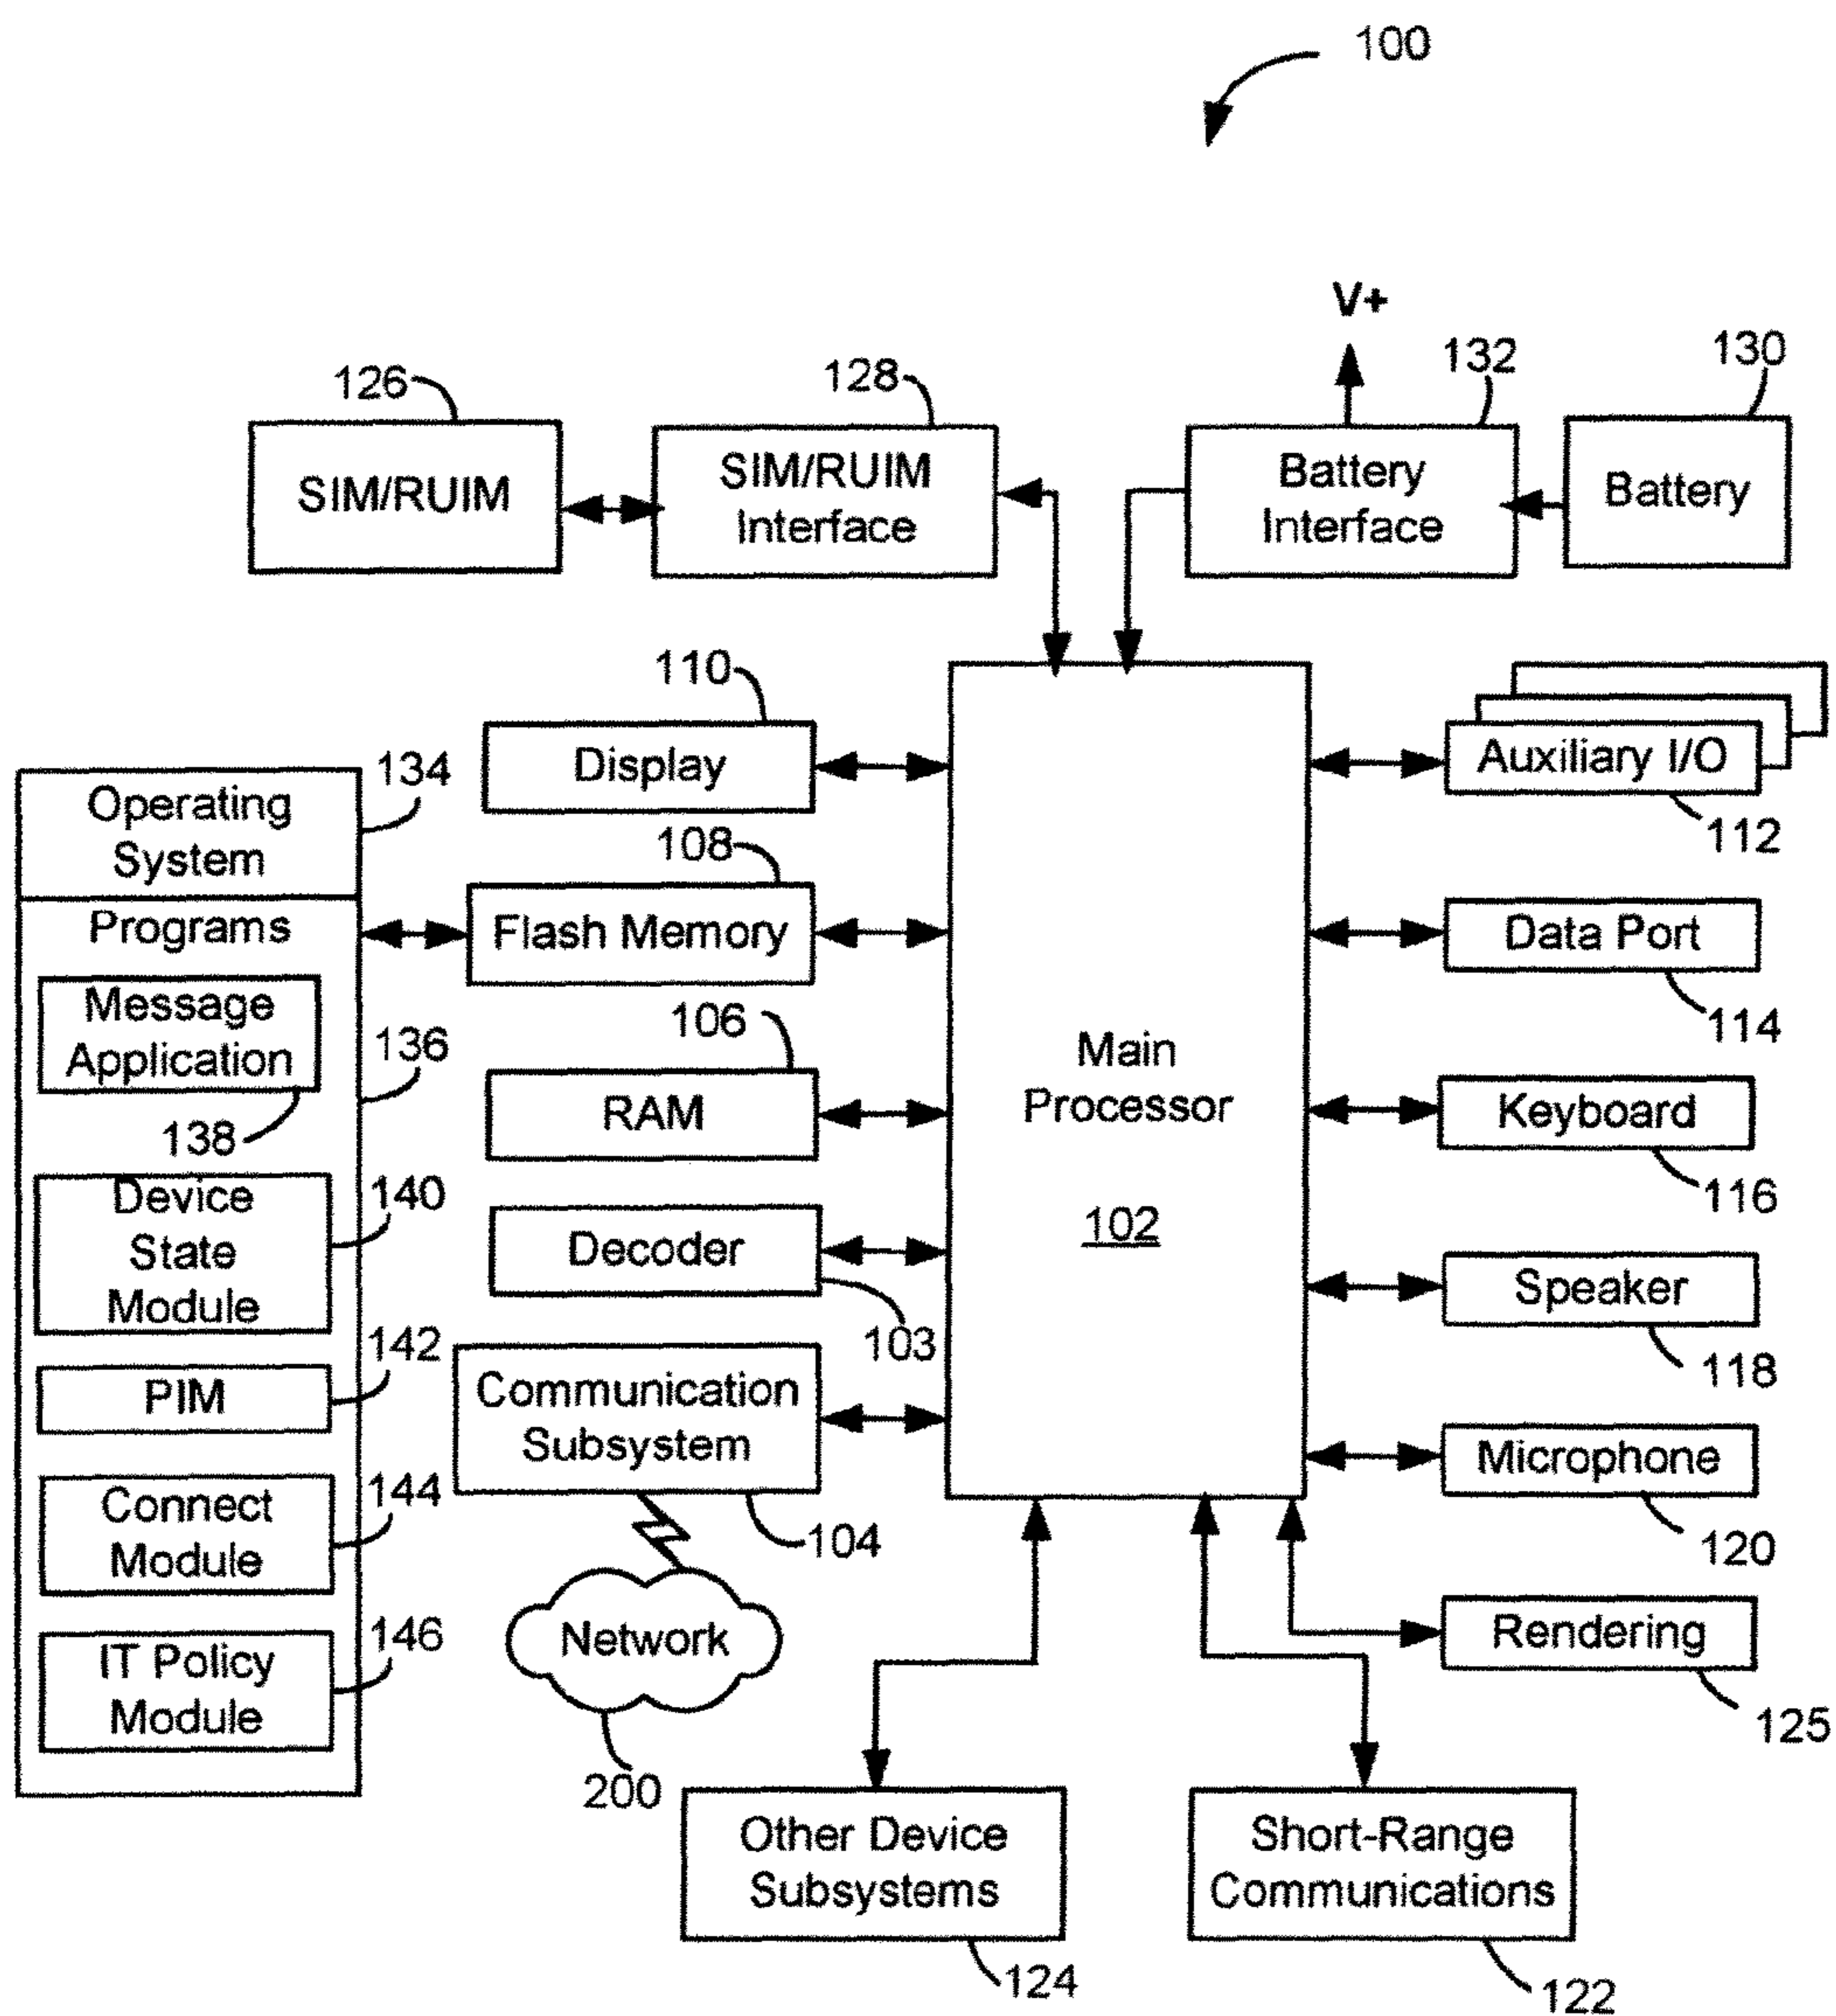 100
V+
126
128
132
130
SIM/RUIM
SIM/RUIM
Interface
Battery
Interface
Battery
110
Display
Auxiliary I/O
112
Operating
System
134
108
Programs
Flash Memory
Data Port
114
Message
Application
138
136
106
RAM
Main
Processor
102
Keyboard
116
Device
State
Module
140
Decoder
103
Speaker
118
PIM
142
Communication
Subsystem
104
Microphone
120
Connect
Module
144
Network
200
Rendering
125
IT Policy
Module
146
Other Device
Subsystems
124
Short-Range
Communications
122